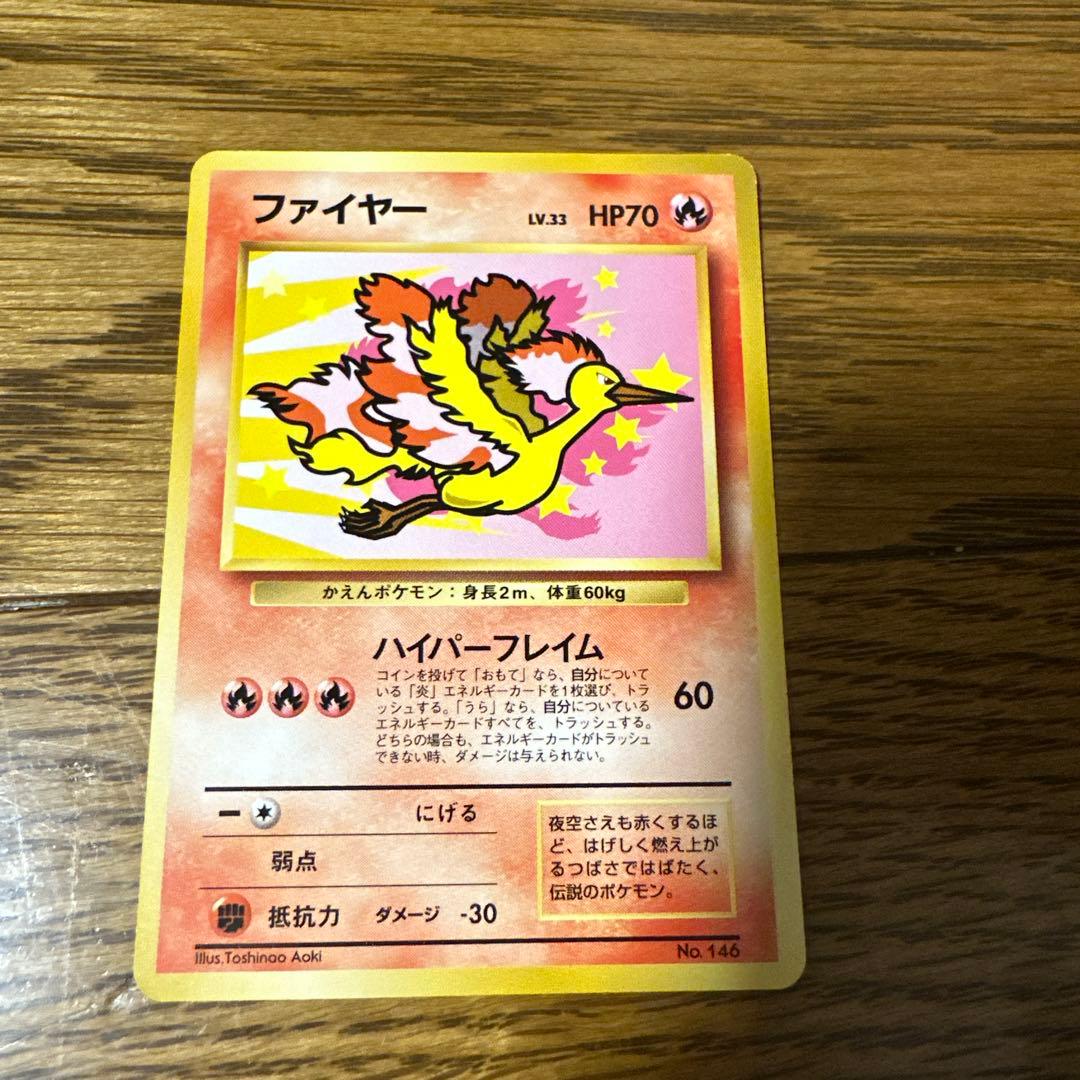 ファイヤー LV.33 HP70
かえんポケモン：身長2m、体重60kg
ハイパーフレイム
コインを投げて「おもて」なら、自分について
いる「炎」エネルギーカードを1枚選び、トラ
ッシュする。「うら」なら、自分についている
エネルギーカードすべてを、トラッシュする。
どちらの場合も、エネルギーカードがトラッシュ
できない時、ダメージは与えられない。
60
にげる
弱点
抵抗力 ダメージ -30
夜空さえも赤くするほ
ど、はげしく燃え上が
るつばさではばたく、
伝説のポケモン。
Illus.Toshinao Aoki
No. 146